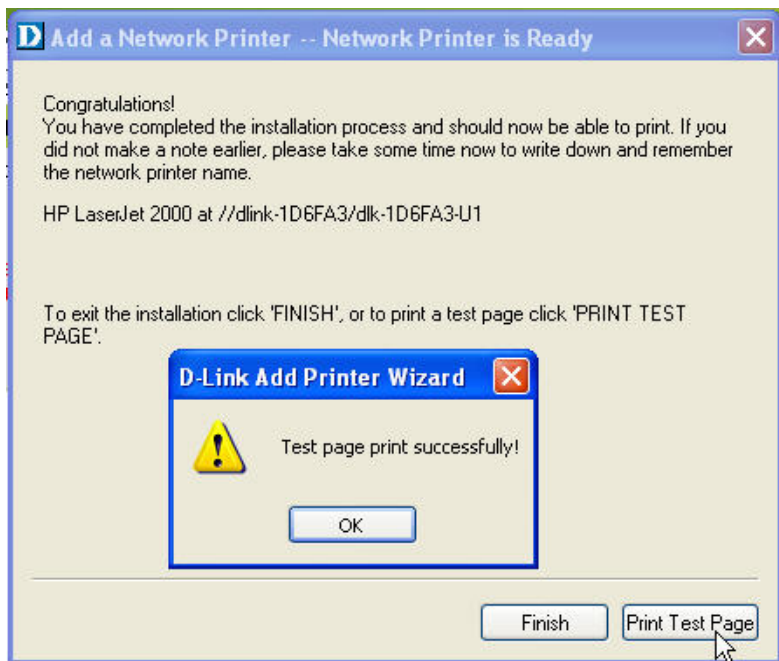 D Add a Network Printer -- Network Printer is Ready
Congratulations!
You have completed the installation process and should now be able to print. If you
did not make a note earlier, please take some time now to write down and remember
the network printer name.
HP LaserJet 2000 at //dlink-1D6FA3/dlk-1D6FA3-U1
To exit the installation click 'FINISH', or to print a test page click 'PRINT TEST
PAGE'.
D-Link Add Printer Wizard
Test page print successfully!
OK
Finish
Print Test Page